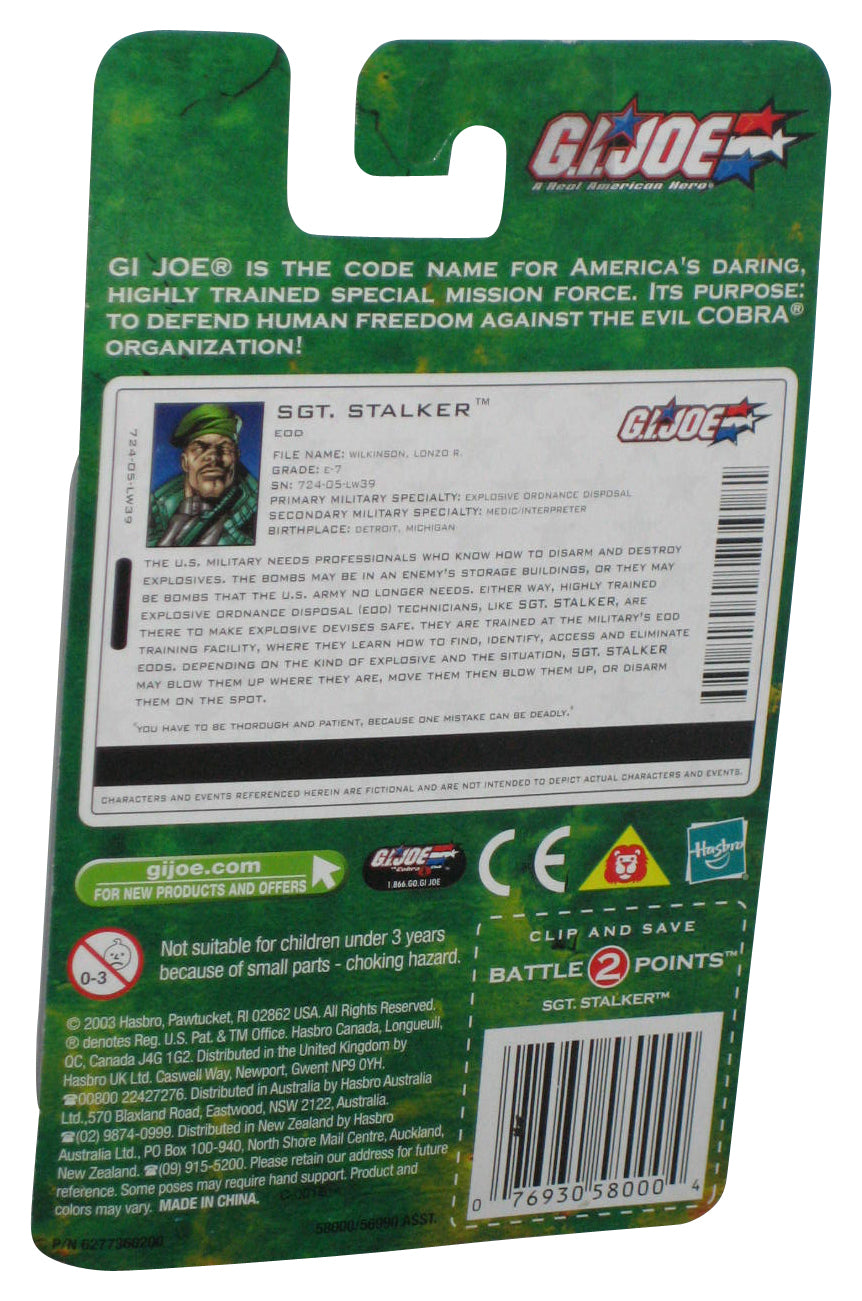 G.I.JOE
A Real American Hero®
GI JOE® IS THE CODE NAME FOR AMERICA'S DARING,
HIGHLY TRAINED SPECIAL MISSION FORCE. ITS PURPOSE:
TO DEFEND HUMAN FREEDOM AGAINST THE EVIL COBRA®
ORGANIZATION!
SGT. STALKER™
G.I.JOE
EOD
724-05-LW39
FILE NAME: WILKINSON, LONZO R.
GRADE: E-7
SN: 724-05-LW39
PRIMARY MILITARY SPECIALTY: EXPLOSIVE ORDNANCE DISPOSAL
SECONDARY MILITARY SPECIALTY: MEDIC/INTERPRETER
BIRTHPLACE: DETROIT, MICHIGAN
THE U.S. MILITARY NEEDS PROFESSIONALS WHO KNOW HOW TO DISARM AND DESTROY
EXPLOSIVES. THE BOMBS MAY BE IN AN ENEMY'S STORAGE BUILDINGS, OR THEY MAY
BE BOMBS THAT THE U.S. ARMY NO LONGER NEEDS. EITHER WAY, HIGHLY TRAINED
EXPLOSIVE ORDNANCE DISPOSAL (EOD) TECHNICIANS, LIKE SGT. STALKER, ARE
THERE TO MAKE EXPLOSIVE DEVISES SAFE. THEY ARE TRAINED AT THE MILITARY'S EOD
TRAINING FACILITY, WHERE THEY LEARN HOW TO FIND, IDENTIFY, ACCESS AND ELIMINATE
EODS. DEPENDING ON THE KIND OF EXPLOSIVE AND THE SITUATION, SGT. STALKER
MAY BLOW THEM UP WHERE THEY ARE, MOVE THEM THEN BLOW THEM UP, OR DISARM
THEM ON THE SPOT.
"YOU HAVE TO BE THOROUGH AND PATIENT, BECAUSE ONE MISTAKE CAN BE DEADLY."
CHARACTERS AND EVENTS REFERENCED HEREIN ARE FICTIONAL AND ARE NOT INTENDED TO DEPICT ACTUAL CHARACTERS AND EVENTS.
gijoe.com
FOR NEW PRODUCTS AND OFFERS
G.I.JOE
Cobra
1.866.GO.GI JOE
CE
Hasbro
0-3
Not suitable for children under 3 years
because of small parts - choking hazard.
© 2003 Hasbro, Pawtucket, RI 02862 USA. All Rights Reserved.
® denotes Reg. U.S. Pat. & TM Office. Hasbro Canada, Longueuil,
QC, Canada J4G 1G2. Distributed in the United Kingdom by
Hasbro UK Ltd. Caswell Way, Newport, Gwent NP9 0YH.
☎00800 22427276. Distributed in Australia by Hasbro Australia
Ltd.,570 Blaxland Road, Eastwood, NSW 2122, Australia.
☎(02) 9874-0999. Distributed in New Zealand by Hasbro
Australia Ltd., PO Box 100-940, North Shore Mail Centre, Auckland,
New Zealand. ☎(09) 915-5200. Please retain our address for future
reference. Some poses may require hand support. Product and
colors may vary. MADE IN CHINA.
58000/56990 ASST.
P/N 6277360200
CLIP AND SAVE
BATTLE 2 POINTS™
SGT. STALKER™
0 76930 58000 4